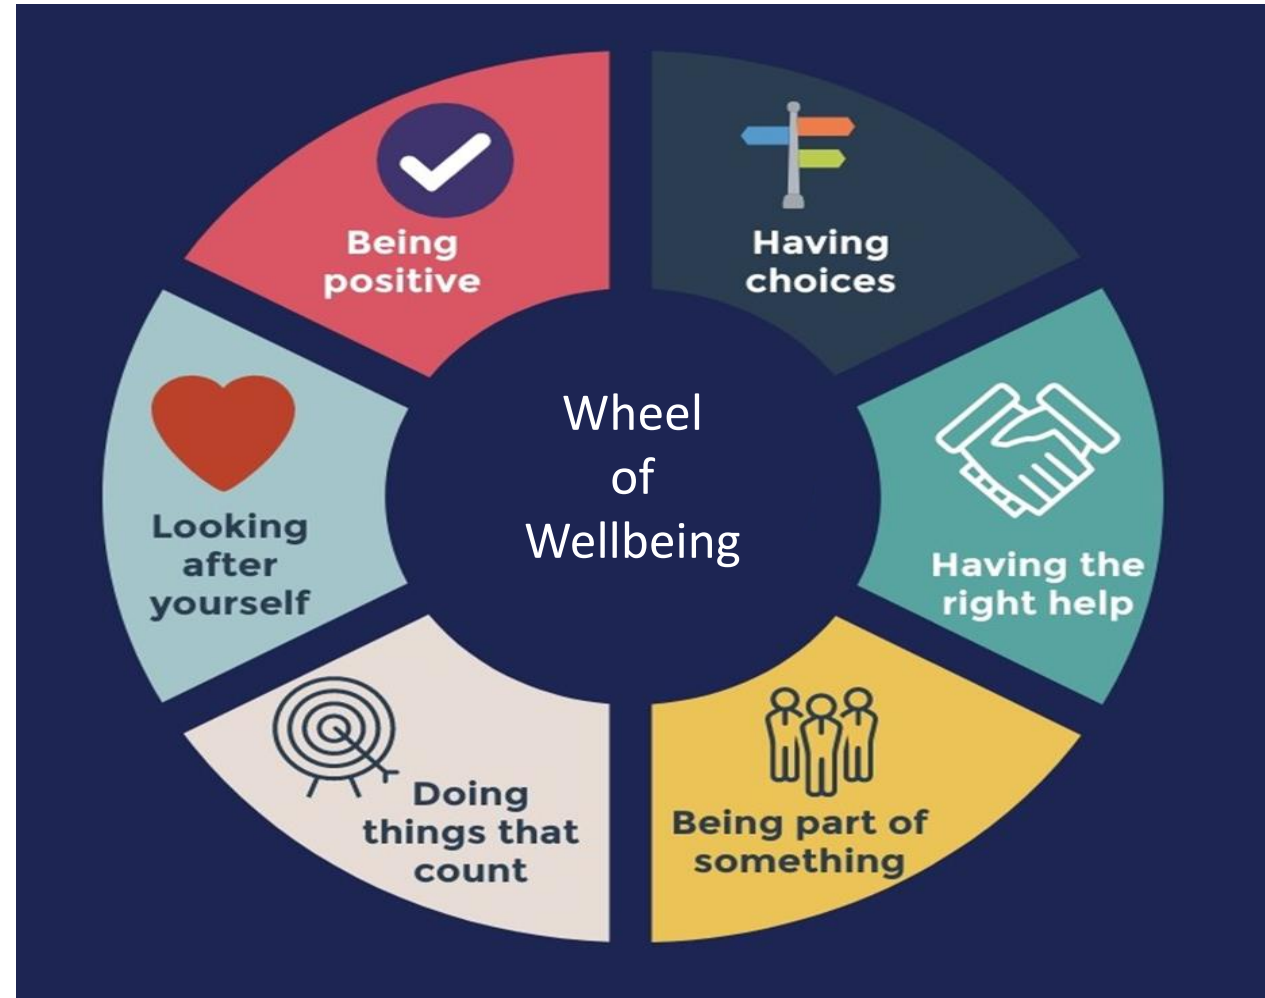 Being
positive
Having
choices
Wheel
of
Wellbeing
Looking
after
yourself
Having the
right help
Doing
things that
count
Being part of
something